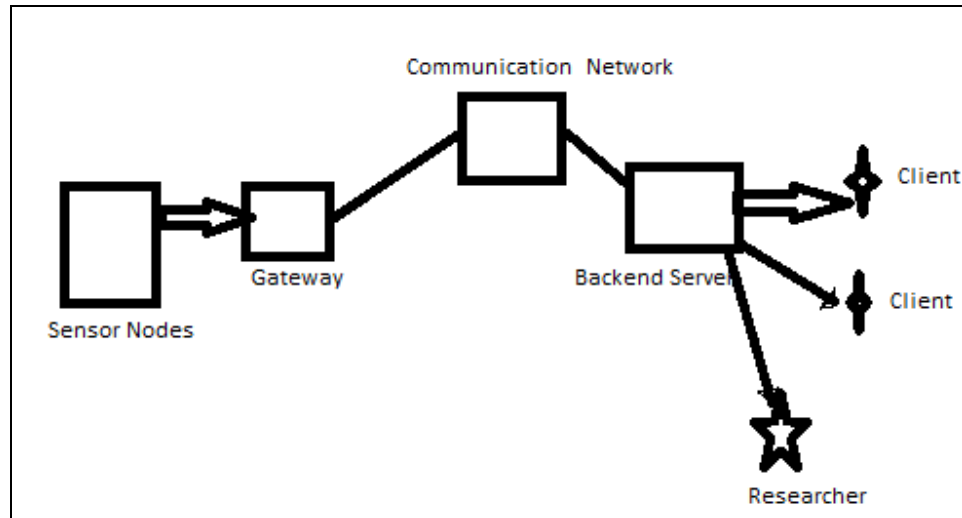 Communication Network
Client
Gateway
Backend Server
Client
Sensor Nodes
Researcher